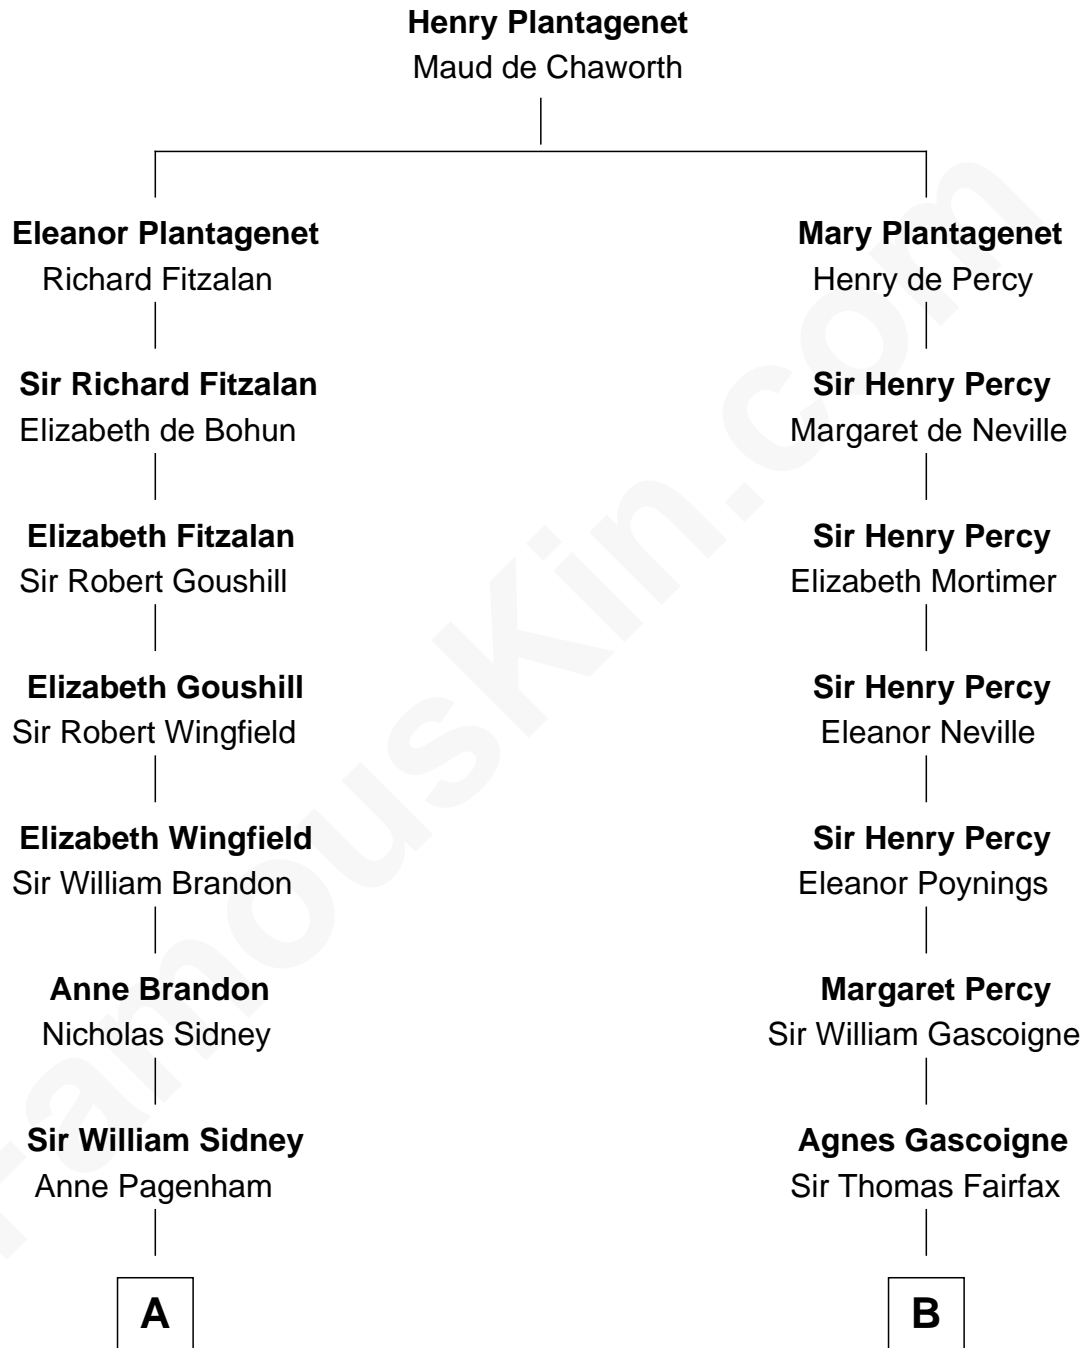 Henry Plantagenet
Maud de Chaworth
Eleanor Plantagenet
Richard Fitzalan
Sir Richard Fitzalan
Elizabeth de Bohun
Elizabeth Fitzalan
Sir Robert Goushill
Elizabeth Goushill
Sir Robert Wingfield
Elizabeth Wingfield
Sir William Brandon
Anne Brandon
Nicholas Sidney
Sir William Sidney
Anne Pagenham
A
Mary Plantagenet
Henry de Percy
Sir Henry Percy
Margaret de Neville
Sir Henry Percy
Elizabeth Mortimer
Sir Henry Percy
Eleanor Neville
Sir Henry Percy
Eleanor Poynings
Margaret Percy
Sir William Gascoigne
Agnes Gascoigne
Sir Thomas Fairfax
B
FamousKin.com